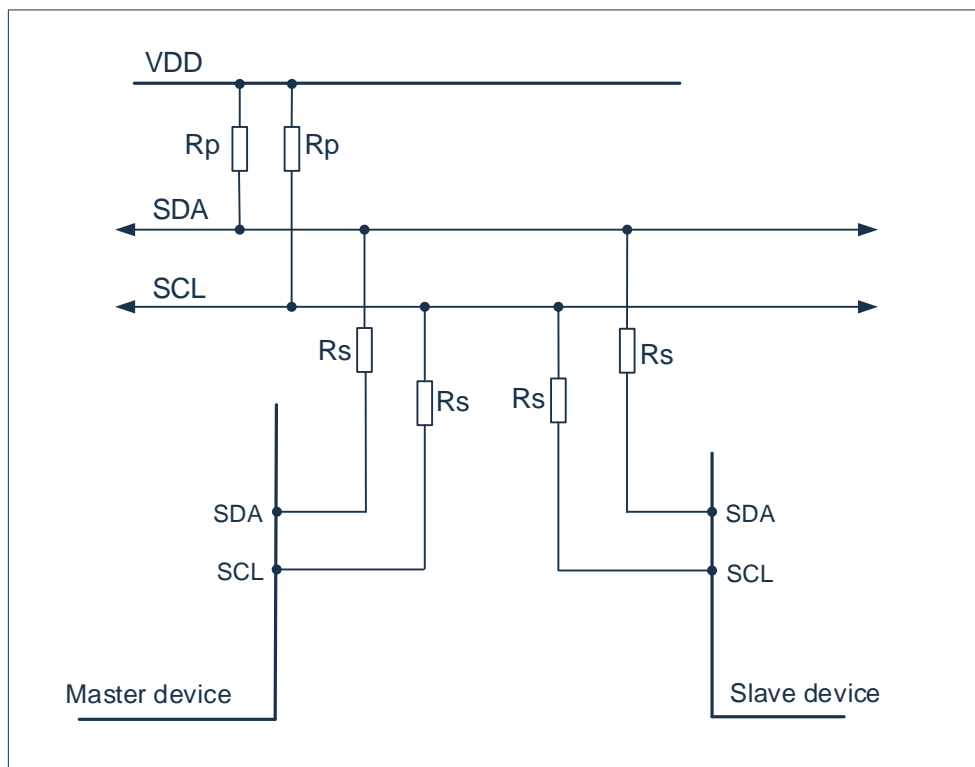 VDD
Rp
Rp
SDA
SCL
Rs
Rs
Rs
Rs
SDA
SDA
SCL
SCL
Master device
Slave device